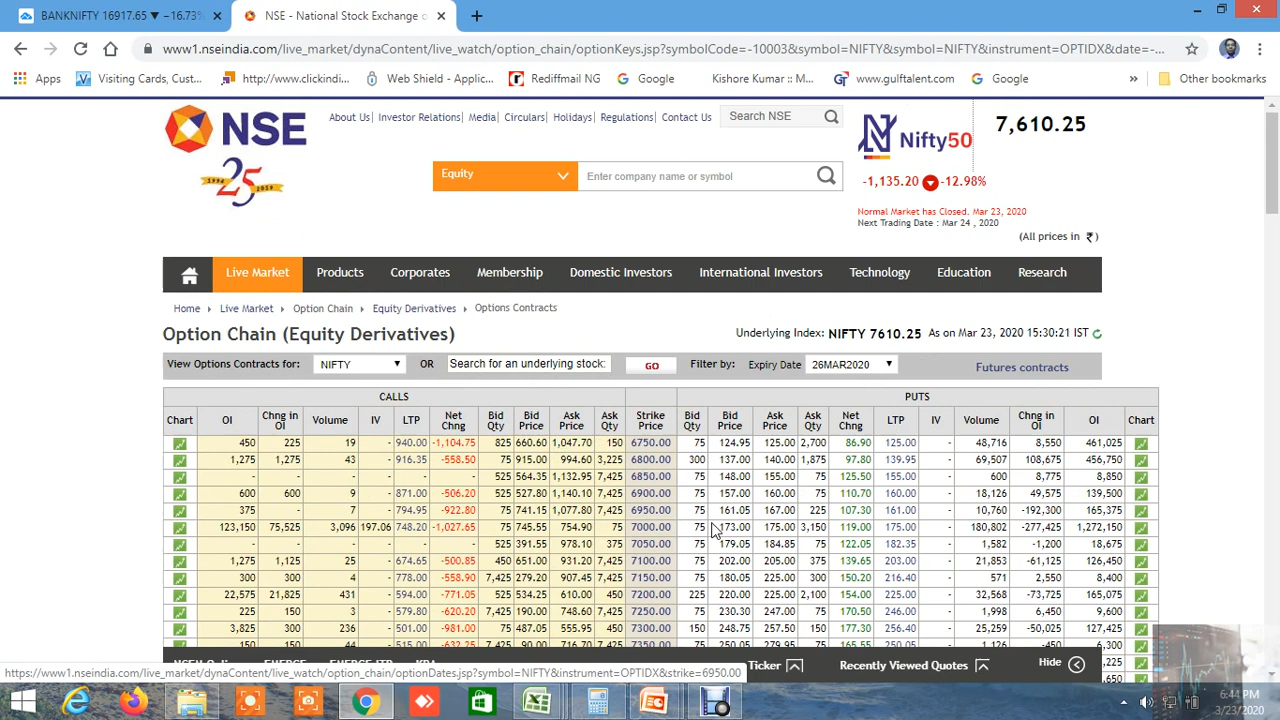 BANKNIFTY 16917.65 ▼ −16.73% ×
NSE - National Stock Exchange o ×
www1.nseindia.com/live_market/dynaContent/live_watch/option_chain/optionKeys.jsp?symbolCode=-10003&symbol=NIFTY&symbol=NIFTY&instrument=OPTIDX&date=-...
Apps Visiting Cards, Cust... http://www.clickindi... Web Shield - Applic... Rediffmail NG Google Kishore Kumar :: M... www.gulftalent.com Google » Other bookmarks
NSE
1994 25 2019
About Us| Investor Relations| Media| Circulars| Holidays| Regulations| Contact Us
Search NSE
Nifty50
7,610.25
Equity
Enter company name or symbol
-1,135.20 -12.98%
Normal Market has Closed. Mar 23, 2020
Next Trading Date : Mar 24 , 2020
(All prices in ₹)
Live Market Products Corporates Membership Domestic Investors International Investors Technology Education Research
Home Live Market Option Chain Equity Derivatives Options Contracts
Option Chain (Equity Derivatives)
Underlying Index: NIFTY 7610.25 As on Mar 23, 2020 15:30:21 IST
View Options Contracts for: NIFTY OR Search for an underlying stock: GO Filter by: Expiry Date 26MAR2020 Futures contracts
CALLS PUTS
Chart OI Chng in OI Volume IV LTP Net Chng Bid Qty Bid Price Ask Price Ask Qty Strike Price Bid Qty Bid Price Ask Price Ask Qty Net Chng LTP IV Volume Chng in OI OI Chart
450 225 19 - 940.00 -1,104.75 825 660.60 1,047.70 150 6750.00 75 124.95 125.00 2,700 86.90 125.00 - 48,716 8,550 461,025
1,275 1,275 43 - 916.35 -558.50 75 915.00 994.60 3,225 6800.00 300 137.00 140.00 1,875 97.80 139.95 - 69,507 108,675 456,750
- - - - - - 525 564.35 1,132.95 7,425 6850.00 75 148.00 155.00 75 125.50 155.00 - 600 8,775 8,850
600 600 9 - 871.00 -506.20 525 527.80 1,140.10 7,425 6900.00 75 157.00 160.00 75 110.70 160.00 - 18,126 49,575 139,500
375 - 7 - 794.95 -922.80 75 741.15 1,077.80 7,425 6950.00 75 161.05 167.00 225 107.30 161.00 - 10,760 -192,300 165,375
123,150 75,525 3,096 197.06 748.20 -1,027.65 75 745.55 754.90 75 7000.00 75 173.00 175.00 3,150 119.00 175.00 - 180,802 -277,425 1,272,150
- - - - - - 525 391.55 978.10 375 7050.00 75 179.05 184.85 75 122.05 182.35 - 1,582 -1,200 18,675
1,275 1,275 21 - 674.65 -500.85 450 651.00 931.20 7,425 7100.00 75 202.00 205.00 375 139.65 203.00 - 21,853 -61,125 126,450
300 300 4 - 778.00 -558.90 7,425 279.20 907.45 7,425 7150.00 75 180.05 225.00 300 150.20 216.40 - 571 2,550 8,400
22,575 21,825 431 - 594.00 -771.05 525 534.25 610.00 450 7200.00 225 220.00 225.00 2,100 154.00 225.00 - 32,568 -73,725 165,075
225 150 3 - 579.80 -620.20 7,425 190.00 748.60 7,425 7250.00 75 230.30 247.00 75 170.50 246.00 - 1,998 6,450 9,600
3,825 300 236 - 501.00 -981.00 75 487.05 555.95 450 7300.00 150 248.75 257.50 150 177.30 256.40 - 25,259 -50,025 127,425
Ticker Recently Viewed Quotes Hide
https://www1.nseindia.com/live_market/dynaContent/live_watch/option_chain/optionDates.jsp?symbol=NIFTY&instrument=OPTIDX&strike=6950.00
6:44 PM
3/23/2020